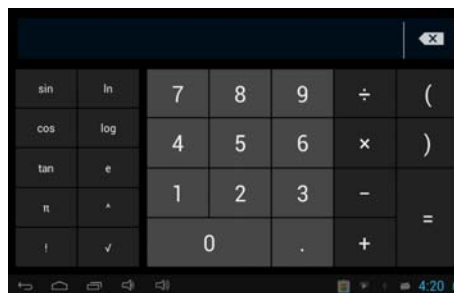 sin ln 7 8 9 ÷ (
cos log 4 5 6 × )
tan e 1 2 3 − =
π ^ 0 . +
! √
4:20